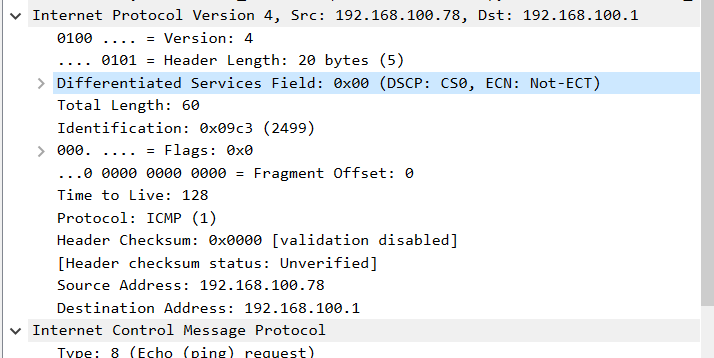 Internet Protocol Version 4, Src: 192.168.100.78, Dst: 192.168.100.1
0100 .... = Version: 4
.... 0101 = Header Length: 20 bytes (5)
Differentiated Services Field: 0x00 (DSCP: CS0, ECN: Not-ECT)
Total Length: 60
Identification: 0x09c3 (2499)
000. .... = Flags: 0x0
...0 0000 0000 0000 = Fragment Offset: 0
Time to Live: 128
Protocol: ICMP (1)
Header Checksum: 0x0000 [validation disabled]
[Header checksum status: Unverified]
Source Address: 192.168.100.78
Destination Address: 192.168.100.1
Internet Control Message Protocol
Type: 8 (Echo (ping) request)